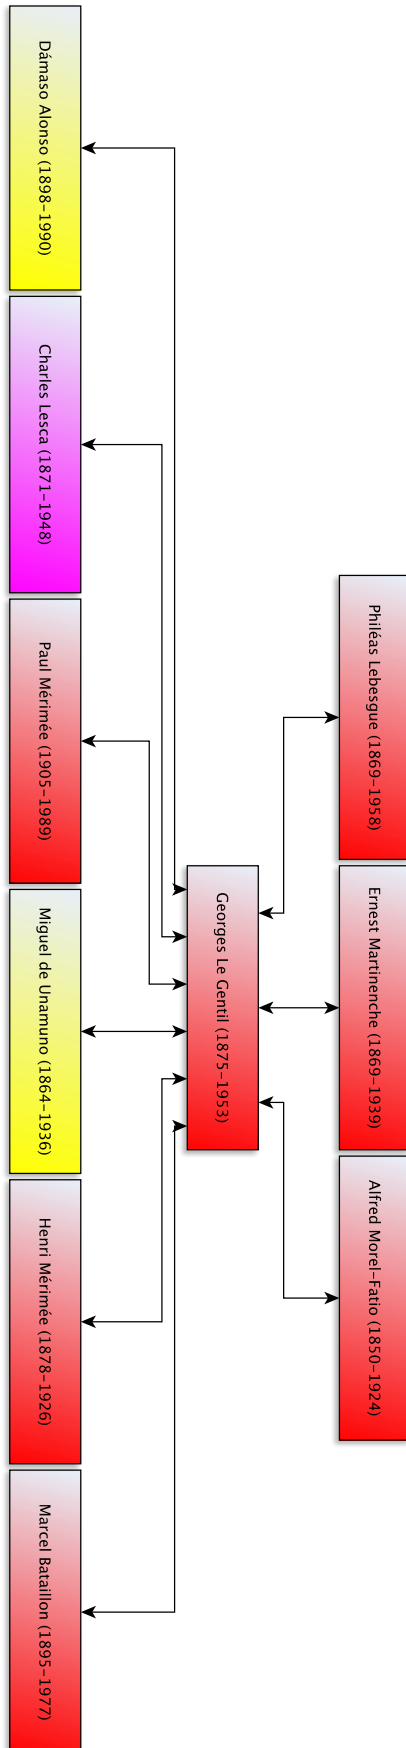 Philéas Lebesgue (1869-1958)
Ernest Martinenche (1869-1939)
Alfred Morel-Fatio (1850-1924)
Georges Le Gentil (1875-1953)
Dámaso Alonso (1898-1990)
Charles Lesca (1871-1948)
Paul Mérimée (1905-1989)
Miguel de Unamuno (1864-1936)
Henri Mérimée (1878-1926)
Marcel Bataillon (1895-1977)